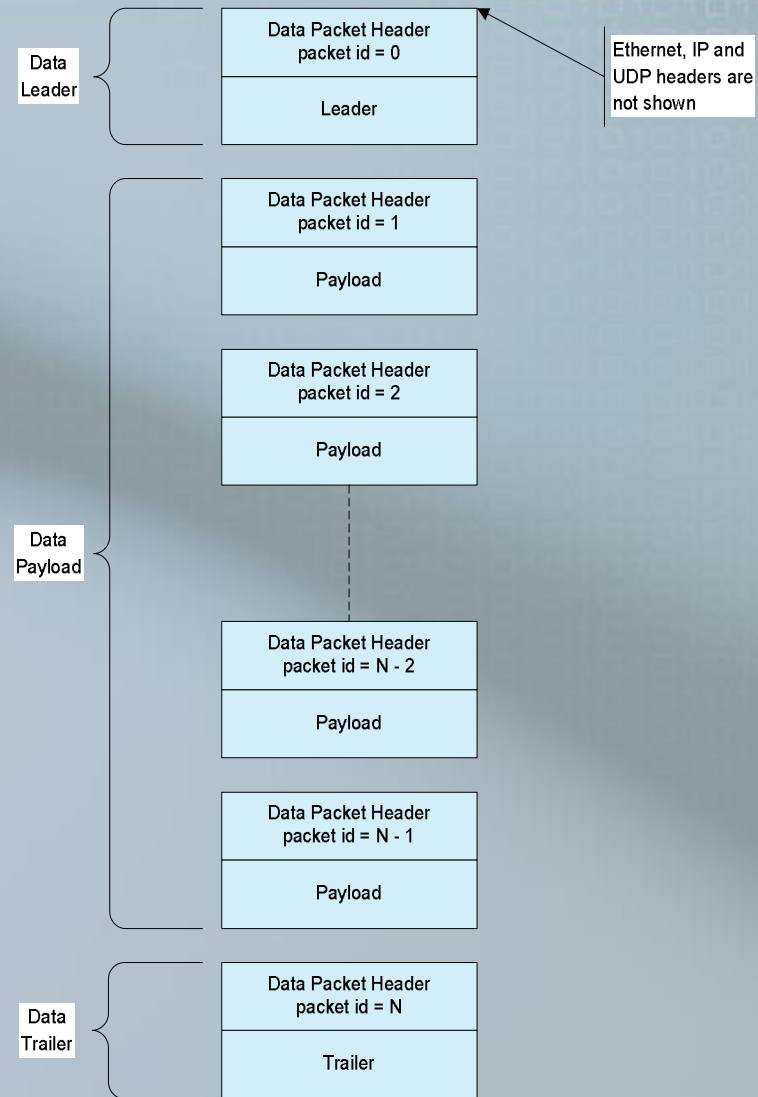 Data Packet Header
packet id = 0
Leader
Data
Leader
Ethernet, IP and
UDP headers are
not shown
Data Packet Header
packet id = 1
Payload
Data Packet Header
packet id = 2
Payload
Data
Payload
Data Packet Header
packet id = N - 2
Payload
Data Packet Header
packet id = N - 1
Payload
Data Packet Header
packet id = N
Trailer
Data
Trailer